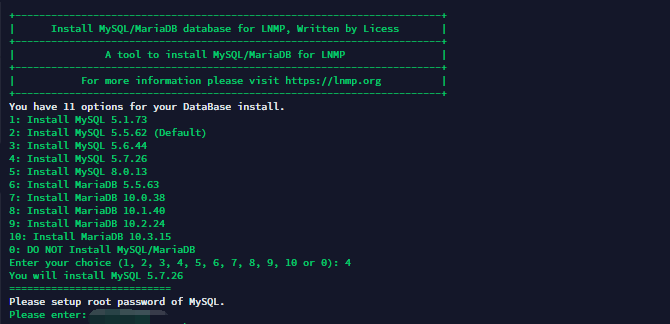 +-----------------------------------------------------------------------+
|      Install MySQL/MariaDB database for LNMP, Written by Licess       |
+-----------------------------------------------------------------------+
|               A tool to install MySQL/MariaDB for LNMP                |
+-----------------------------------------------------------------------+
|           For more information please visit https://lnmp.org          |
+-----------------------------------------------------------------------+
You have 11 options for your DataBase install.
1: Install MySQL 5.1.73
2: Install MySQL 5.5.62 (Default)
3: Install MySQL 5.6.44
4: Install MySQL 5.7.26
5: Install MySQL 8.0.13
6: Install MariaDB 5.5.63
7: Install MariaDB 10.0.38
8: Install MariaDB 10.1.40
9: Install MariaDB 10.2.24
10: Install MariaDB 10.3.15
0: DO NOT Install MySQL/MariaDB
Enter your choice (1, 2, 3, 4, 5, 6, 7, 8, 9, 10 or 0): 4
You will install MySQL 5.7.26
===========================
Please setup root password of MySQL.
Please enter: